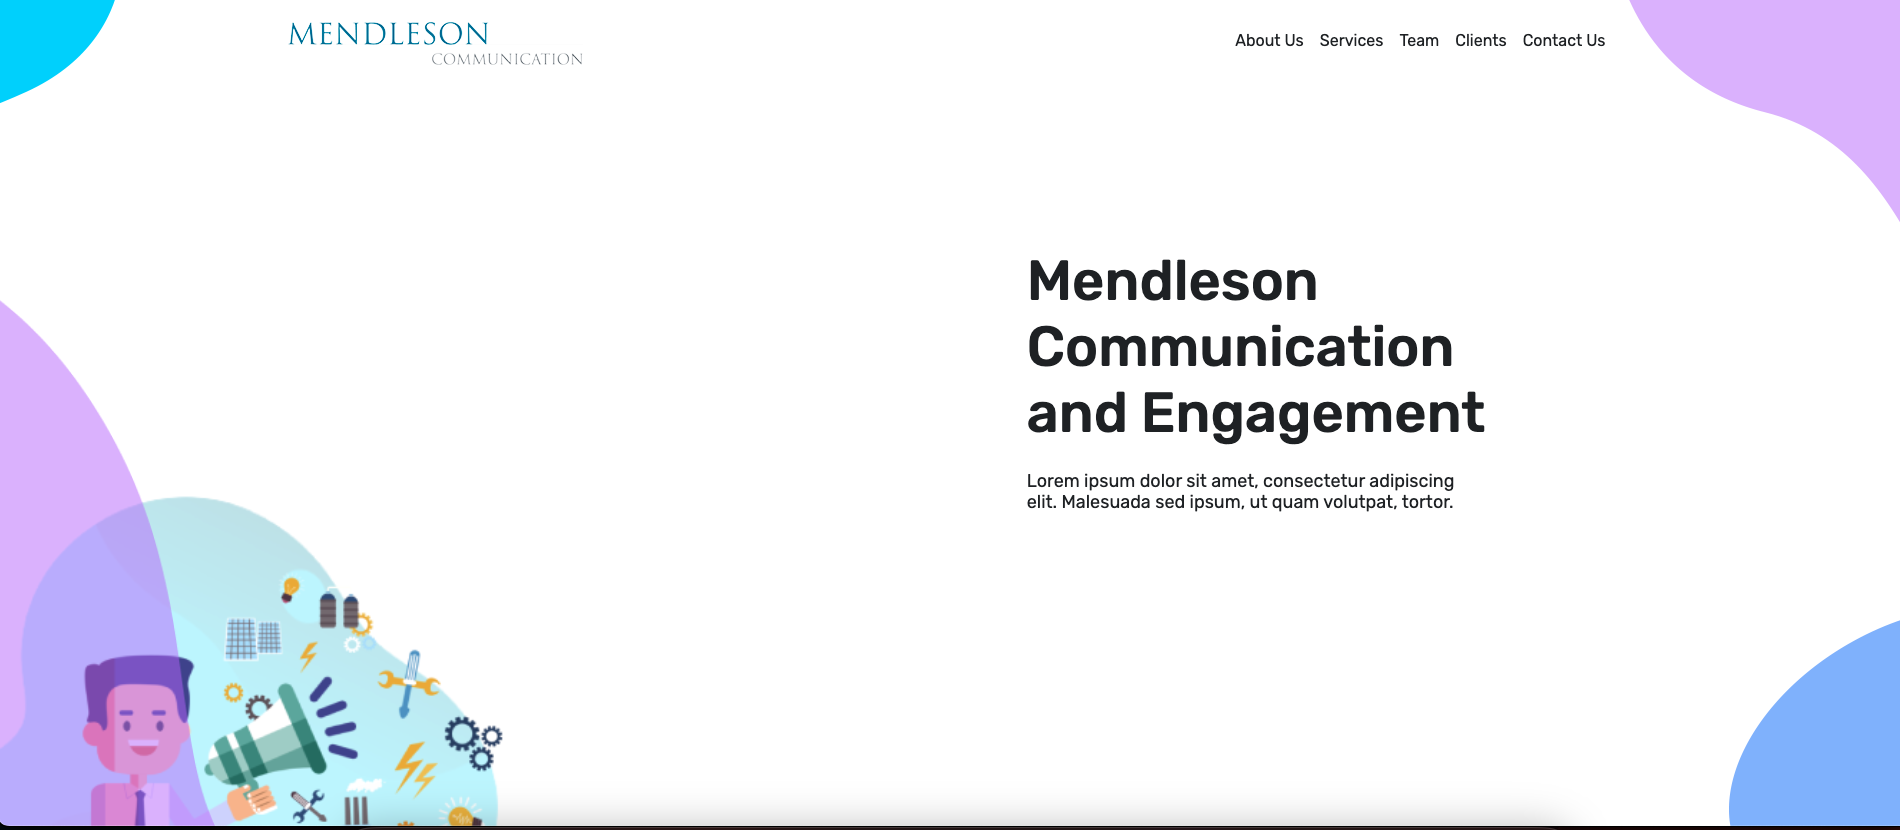 MENDLESON
COMMUNICATION
About Us Services Team Clients Contact Us
Mendleson
Communication
and Engagement
Lorem ipsum dolor sit amet, consectetur adipiscing
elit. Malesuada sed ipsum, ut quam volutpat, tortor.